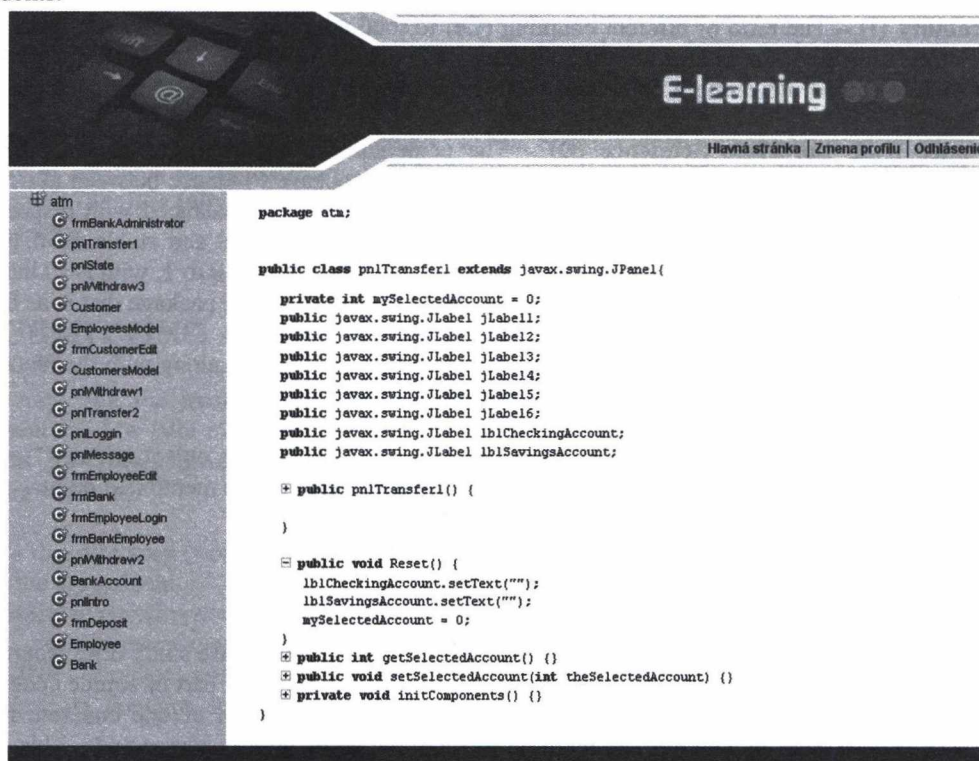 E-learning
Hlavná stránka | Zmena profilu | Odhlásenie
atm
frmBankAdministrator
pnlTransfer1
pnlState
pnlWithdraw3
Customer
EmployeesModel
frmCustomerEdit
CustomersModel
pnlWithdraw1
pnlTransfer2
pnlLoggin
pnlMessage
frmEmployeeEdit
frmBank
frmEmployeeLogin
frmBankEmployee
pnlWithdraw2
BankAccount
pnlIntro
frmDeposit
Employee
Bank
package atm;
public class pnlTransfer1 extends javax.swing.JPanel{
private int mySelectedAccount = 0;
public javax.swing.JLabel jLabel1;
public javax.swing.JLabel jLabel2;
public javax.swing.JLabel jLabel3;
public javax.swing.JLabel jLabel4;
public javax.swing.JLabel jLabel5;
public javax.swing.JLabel jLabel6;
public javax.swing.JLabel lblCheckingAccount;
public javax.swing.JLabel lblSavingsAccount;
public pnlTransfer1() {
}
public void Reset() {
lblCheckingAccount.setText("");
lblSavingsAccount.setText("");
mySelectedAccount = 0;
}
public int getSelectedAccount() {}
public void setSelectedAccount(int theSelectedAccount) {}
private void initComponents() {}
}